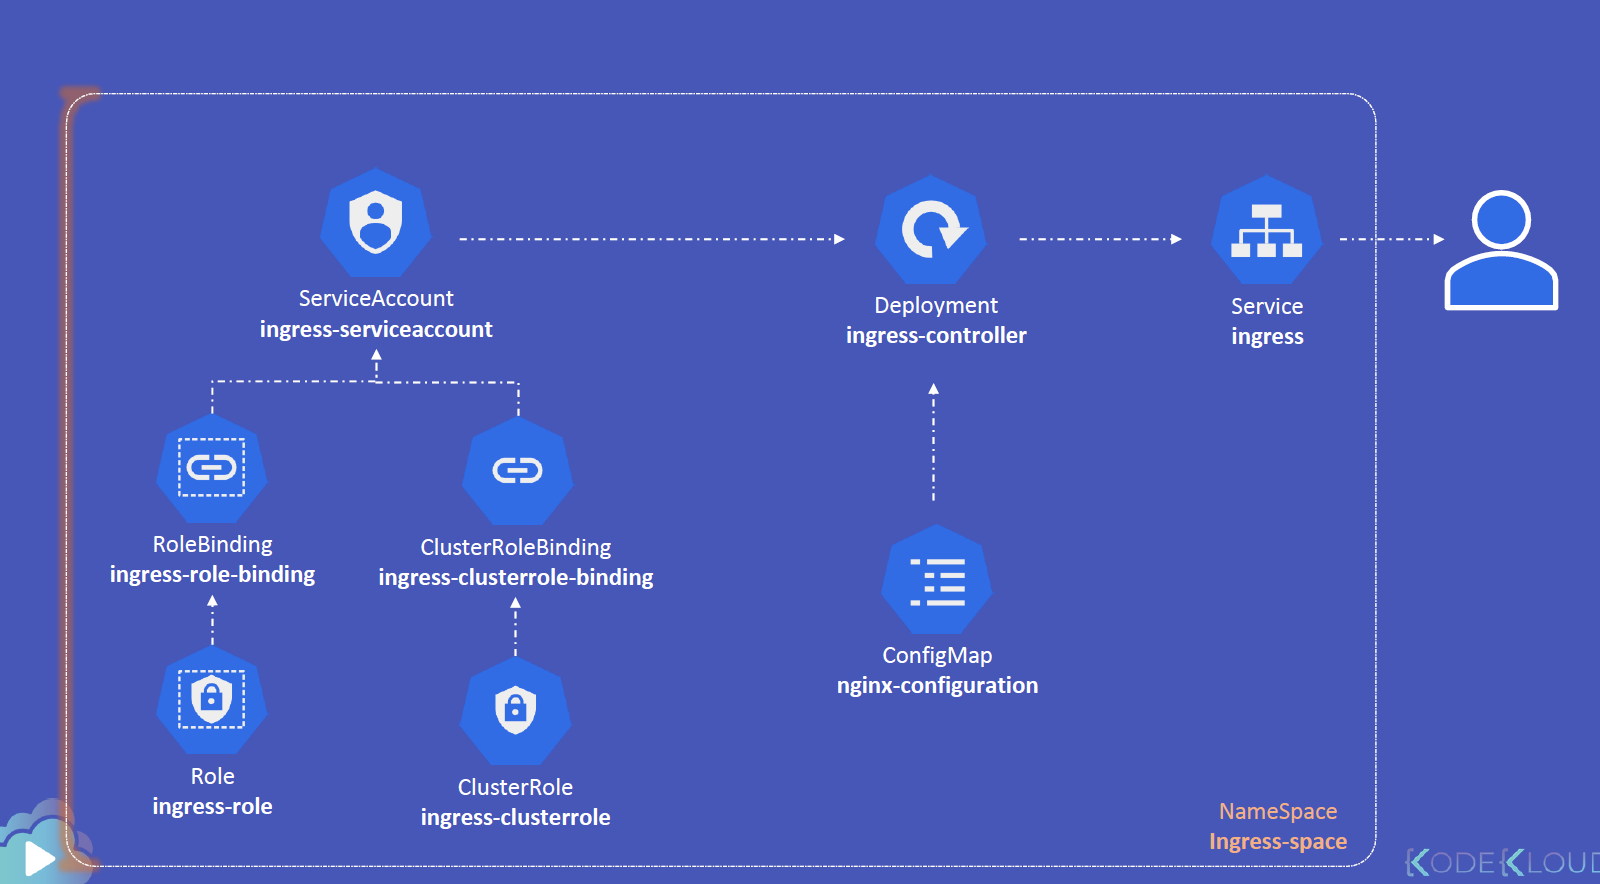 ServiceAccount
ingress-serviceaccount
Deployment
ingress-controller
Service
ingress
RoleBinding
ingress-role-binding
ClusterRoleBinding
ingress-clusterrole-binding
ConfigMap
nginx-configuration
Role
ingress-role
ClusterRole
ingress-clusterrole
NameSpace
Ingress-space
KODEKLOUD